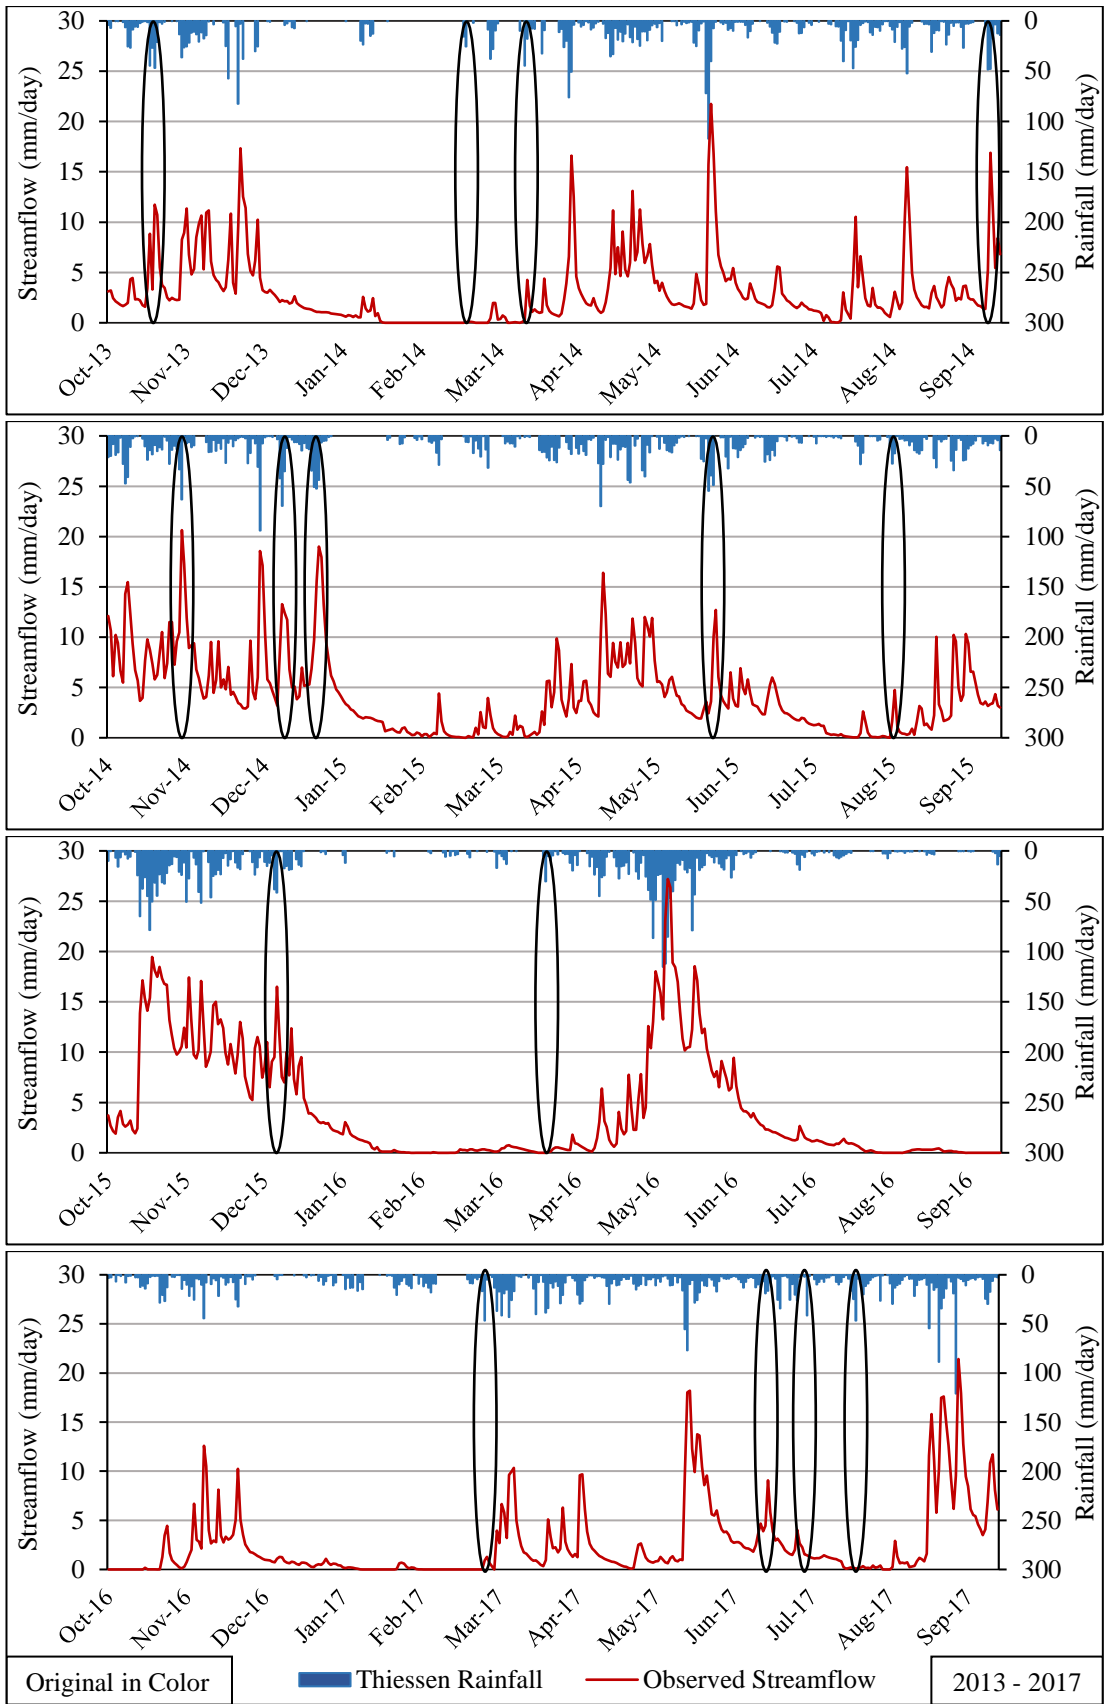 30
25
20
15
10
5
0
Streamflow (mm/day)
0
50
100
150
200
250
300
Rainfall (mm/day)
Oct-13
Nov-13
Dec-13
Jan-14
Feb-14
Mar-14
Apr-14
May-14
Jun-14
Jul-14
Aug-14
Sep-14
30
25
20
15
10
5
0
Streamflow (mm/day)
0
50
100
150
200
250
300
Rainfall (mm/day)
Oct-14
Nov-14
Dec-14
Jan-15
Feb-15
Mar-15
Apr-15
May-15
Jun-15
Jul-15
Aug-15
Sep-15
30
25
20
15
10
5
0
Streamflow (mm/day)
0
50
100
150
200
250
300
Rainfall (mm/day)
Oct-15
Nov-15
Dec-15
Jan-16
Feb-16
Mar-16
Apr-16
May-16
Jun-16
Jul-16
Aug-16
Sep-16
30
25
20
15
10
5
0
Streamflow (mm/day)
0
50
100
150
200
250
300
Rainfall (mm/day)
Oct-16
Nov-16
Dec-16
Jan-17
Feb-17
Mar-17
Apr-17
May-17
Jun-17
Jul-17
Aug-17
Sep-17
Original in Color
Thiessen Rainfall
Observed Streamflow
2013 - 2017